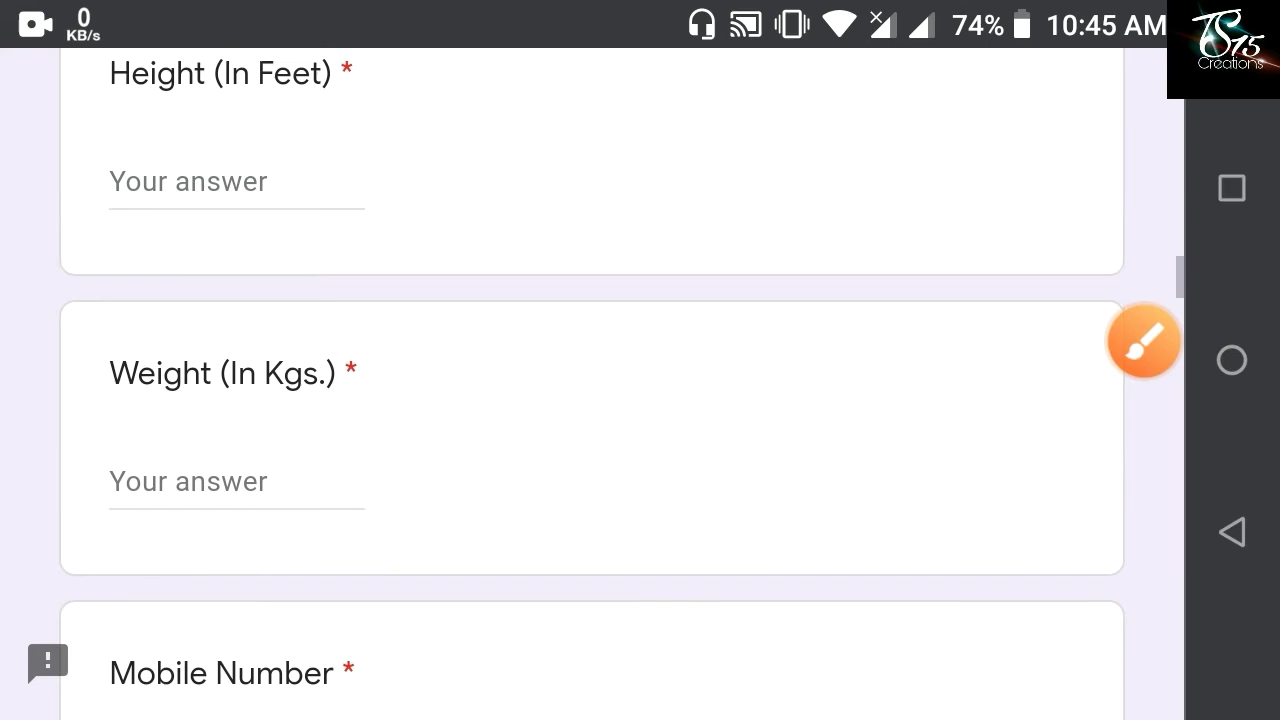 0
KB/s
74%
10:45 AM
TS15
Creations
Height (In Feet) *
Your answer
Weight (In Kgs.) *
Your answer
Mobile Number *